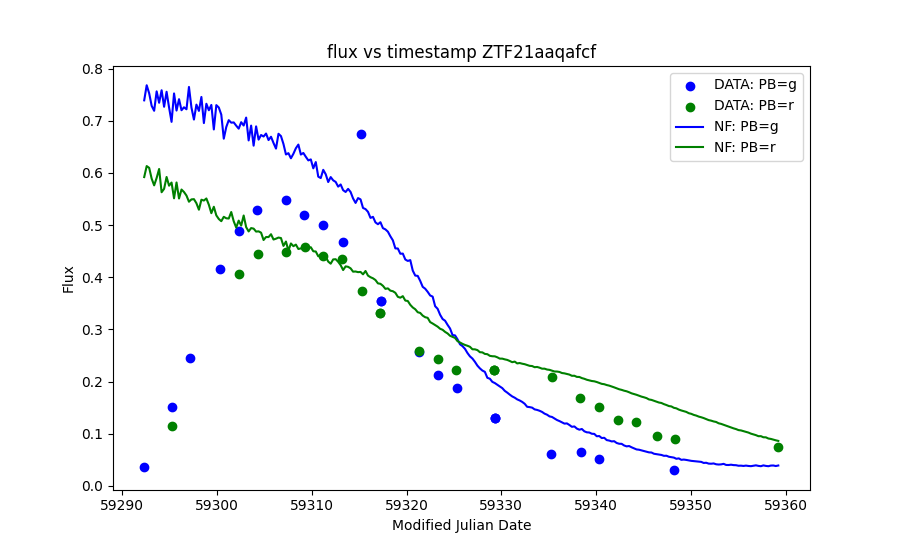 flux vs timestamp ZTF21aaqafcf
0.8
0.7
0.6
0.5
0.4
0.3
0.2
0.1
0.0
Flux
DATA: PB=g
DATA: PB=r
NF: PB=g
NF: PB=r
59290 59300 59310 59320 59330 59340 59350 59360
Modified Julian Date